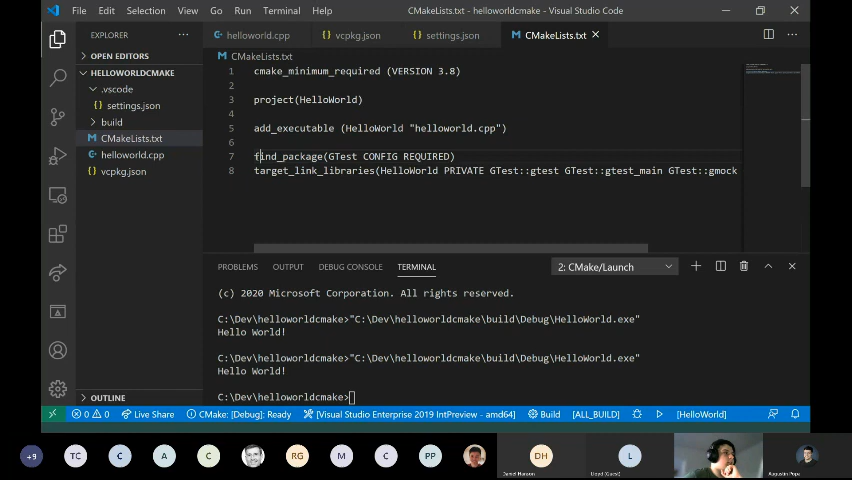 File Edit Selection View Go Run Terminal Help
CMakeLists.txt - helloworldcmake - Visual Studio Code
EXPLORER
helloworld.cpp
vcpkg.json
settings.json
CMakeLists.txt
OPEN EDITORS
HELLOWORLDCMAKE
.vscode
settings.json
build
CMakeLists.txt
helloworld.cpp
vcpkg.json
OUTLINE
CMakeLists.txt
1 cmake_minimum_required (VERSION 3.8)
2
3 project(HelloWorld)
4
5 add_executable (HelloWorld "helloworld.cpp")
6
7 find_package(GTest CONFIG REQUIRED)
8 target_link_libraries(HelloWorld PRIVATE GTest::gtest GTest::gtest_main GTest::gmock
PROBLEMS OUTPUT DEBUG CONSOLE TERMINAL
2: CMake/Launch
(c) 2020 Microsoft Corporation. All rights reserved.
C:\Dev\helloworldcmake>"C:\Dev\helloworldcmake\build\Debug\HelloWorld.exe"
Hello World!
C:\Dev\helloworldcmake>"C:\Dev\helloworldcmake\build\Debug\HelloWorld.exe"
Hello World!
C:\Dev\helloworldcmake>
0 0 Live Share CMake: [Debug]: Ready [Visual Studio Enterprise 2019 IntPreview - amd64] Build [ALL_BUILD] [HelloWorld]
+9 TC C A C RG M C PP DH L
Lloyd (Guest)
Augustin Popa